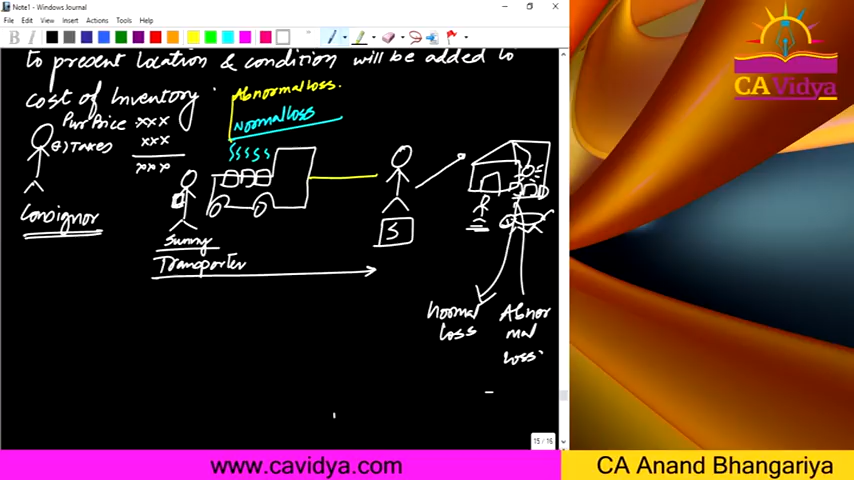 Note1 - Windows Journal
File Edit View Insert Actions Tools Help
B
to present location & condition will be added to
cost of Inventory.
Abnormal loss.
Normal loss
Pur Price xxx
(+) Taxes xxx
xxx
Consignor
Sunny
Transporter
S
Normal
loss
Abnor
mal
loss
15 / 16
CA Vidya
www.cavidya.com
CA Anand Bhangariya